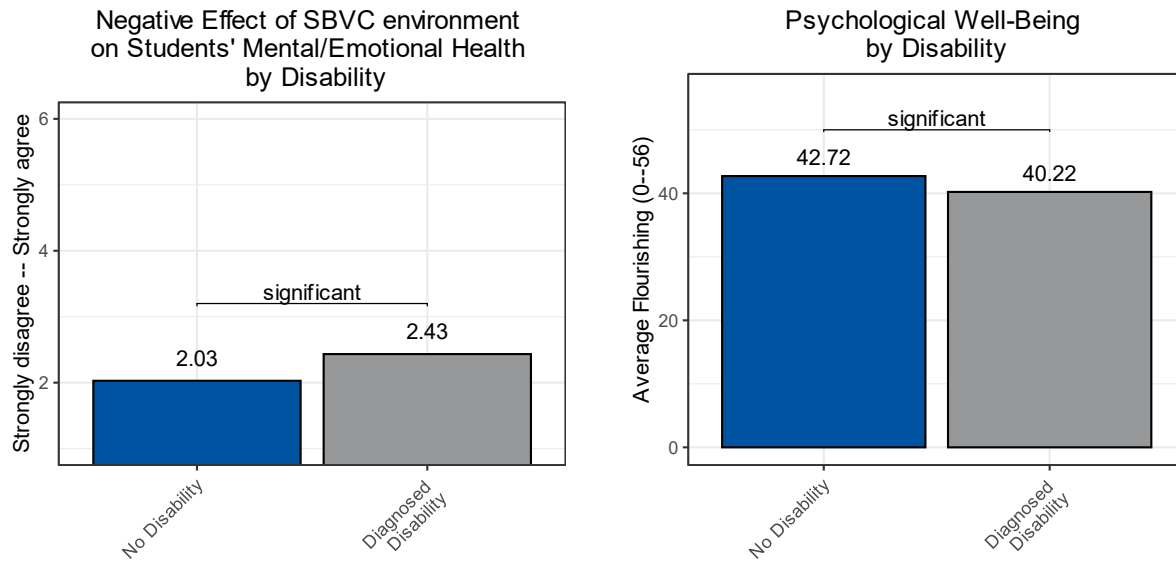 Negative Effect of SBVC environment
on Students' Mental/Emotional Health
by Disability
Strongly disagree -- Strongly agree
6
4
2
significant
2.03
2.43
No Disability
Diagnosed
Disability
Psychological Well-Being
by Disability
Average Flourishing (0--56)
40
20
0
significant
42.72
40.22
No Disability
Diagnosed
Disability